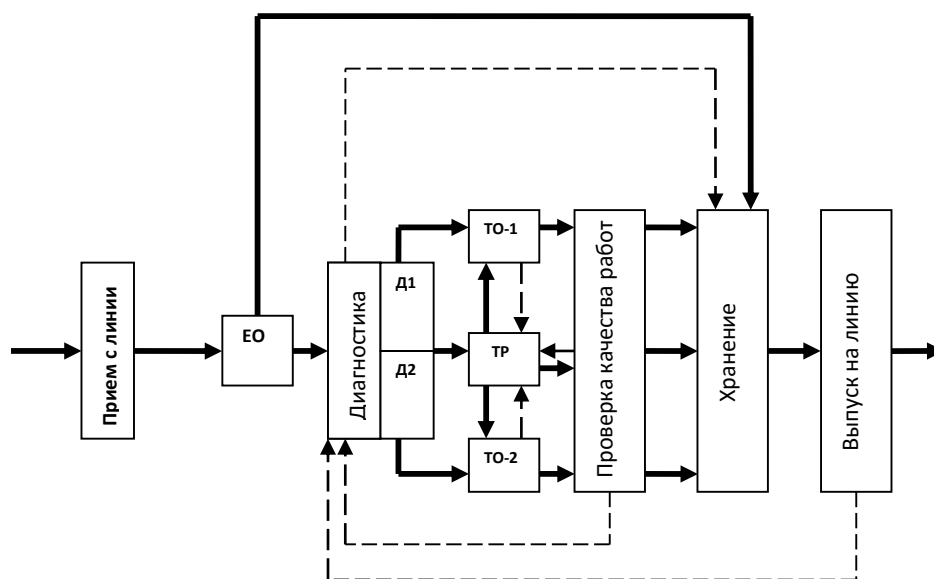 Прием с линии
ЕО
Диагностика
Д1
Д2
ТО-1
ТР
ТО-2
Проверка качества работ
Хранение
Выпуск на линию